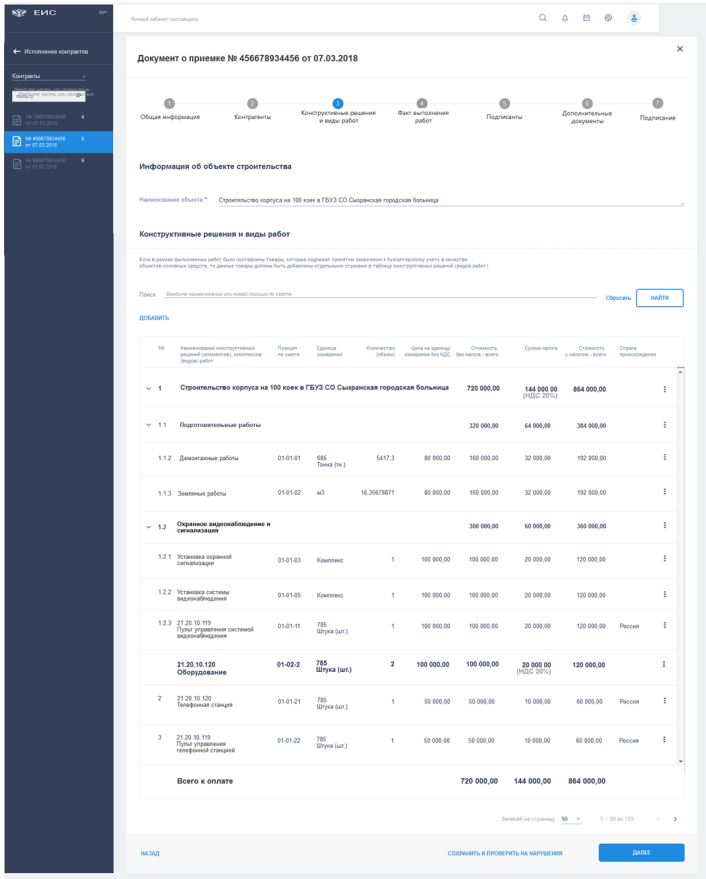 ЕИС
Личный кабинет поставщика
Исполнение контрактов
Контракты
Фильтр
от 07.03.2018
4
№ 456678934456
от 07.03.2018
8
от 07.03.2018
9
Документ о приемке № 456678934456 от 07.03.2018
1 2 3 4 5 6 7
Общая информация
Контрагенты
Конструктивные решения
и виды работ
Факт выполнения
работ
Подписанты
Дополнительные
документы
Подписание
Информация об объекте строительства
Наименование объекта * Строительство корпуса на 100 коек в ГБУЗ СО Сызранская городская больница
Конструктивные решения и виды работ
Если в рамках выполненных работ были поставлены товары, которые подлежат принятию заказчиком к бухгалтерскому учету в качестве
объектов основных средств, то данные товары должны быть добавлены отдельными строками в таблицу конструктивных решений (видов работ).
Поиск Введите наименование или номер позиции по смете Сбросить НАЙТИ
ДОБАВИТЬ
№ Наименование конструктивных Позиция Единица Количество Цена на единицу Стоимость Сумма налога Стоимость Страна
решений (элементов), комплексов по смете измерения (объем) измерения без НДС без налога - всего с налогом - всего происхождения
(видов) работ
1 Строительство корпуса на 100 коек в ГБУЗ СО Сызранская городская больница 720 000,00 144 000 00 864 000,00
(НДС 20%)
1.1 Подготовительные работы 320 000,00 64 000,00 384 000,00
1.1.2 Демонтажные работы 01-01-01 685 5417,3 80 000,00 160 000,00 32 000,00 192 000,00
Тонна (тн.)
1.1.3 Земляные работы 01-01-02 м3 16,35678871 80 000,00 160 000,00 32 000,00 192 000,00
1.2 Охранное видеонаблюдение и 300 000,00 60 000,00 360 000,00
сигнализация
1.2.1 Установка охранной 01-01-03 Комплекс 1 100 000,00 100 000,00 20 000,00 120 000,00
сигнализации
1.2.2 Установка системы 01-01-05 Комплекс 1 100 000,00 100 000,00 20 000,00 120 000,00
видеонаблюдения
1.2.3 21.20.10.119 01-01-11 785 1 100 000,00 100 000,00 20 000,00 120 000,00 Россия
Пульт управления системой Штука (шт.)
видеонаблюдения
21.20.10.120 01-02-2 785 2 100 000,00 100 000,00 20 000 00 120 000,00
Оборудование Штука (шт.) (НДС 20%)
2 21.20.10.120 01-01-21 785 1 50 000,00 50 000,00 10 000,00 60 000,00 Россия
Телефонная станция Штука (шт.)
3 21.20.10.119 01-01-22 785 1 50 000,00 50 000,00 10 000,00 60 000,00 Россия
Пульт управления Штука (шт.)
телефонной станцией
Всего к оплате 720 000,00 144 000,00 864 000,00
Записей на страницу 50 1 – 20 из 123
НАЗАД СОХРАНИТЬ И ПРОВЕРИТЬ НА НАРУШЕНИЯ ДАЛЕЕ